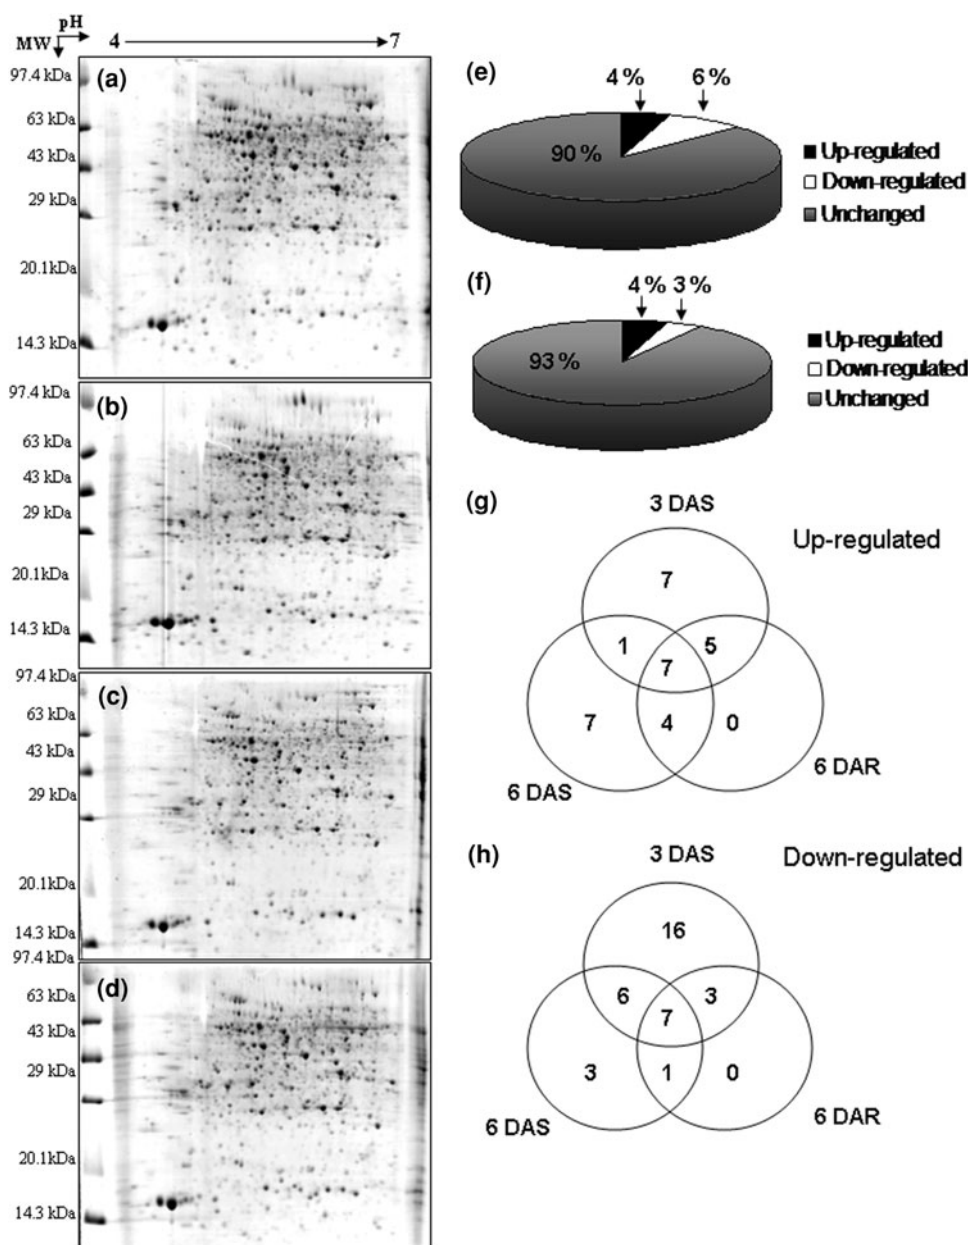 pH
MW
4
7
(a)
97.4 kDa
63 kDa
43 kDa
29 kDa
20.1kDa
14.3 kDa
(b)
97.4 kDa
63 kDa
43 kDa
29 kDa
20.1kDa
14.3 kDa
(c)
97.4 kDa
63 kDa
43 kDa
29 kDa
20.1kDa
14.3 kDa
(d)
97.4 kDa
63 kDa
43 kDa
29 kDa
20.1kDa
14.3 kDa
(e)
4 %
6 %
90 %
Up-regulated
Down-regulated
Unchanged
(f)
4 %
3 %
93 %
Up-regulated
Down-regulated
Unchanged
(g)
3 DAS
Up-regulated
7
1
5
7
7
4
0
6 DAS
6 DAR
(h)
3 DAS
Down-regulated
16
6
3
7
3
1
0
6 DAS
6 DAR